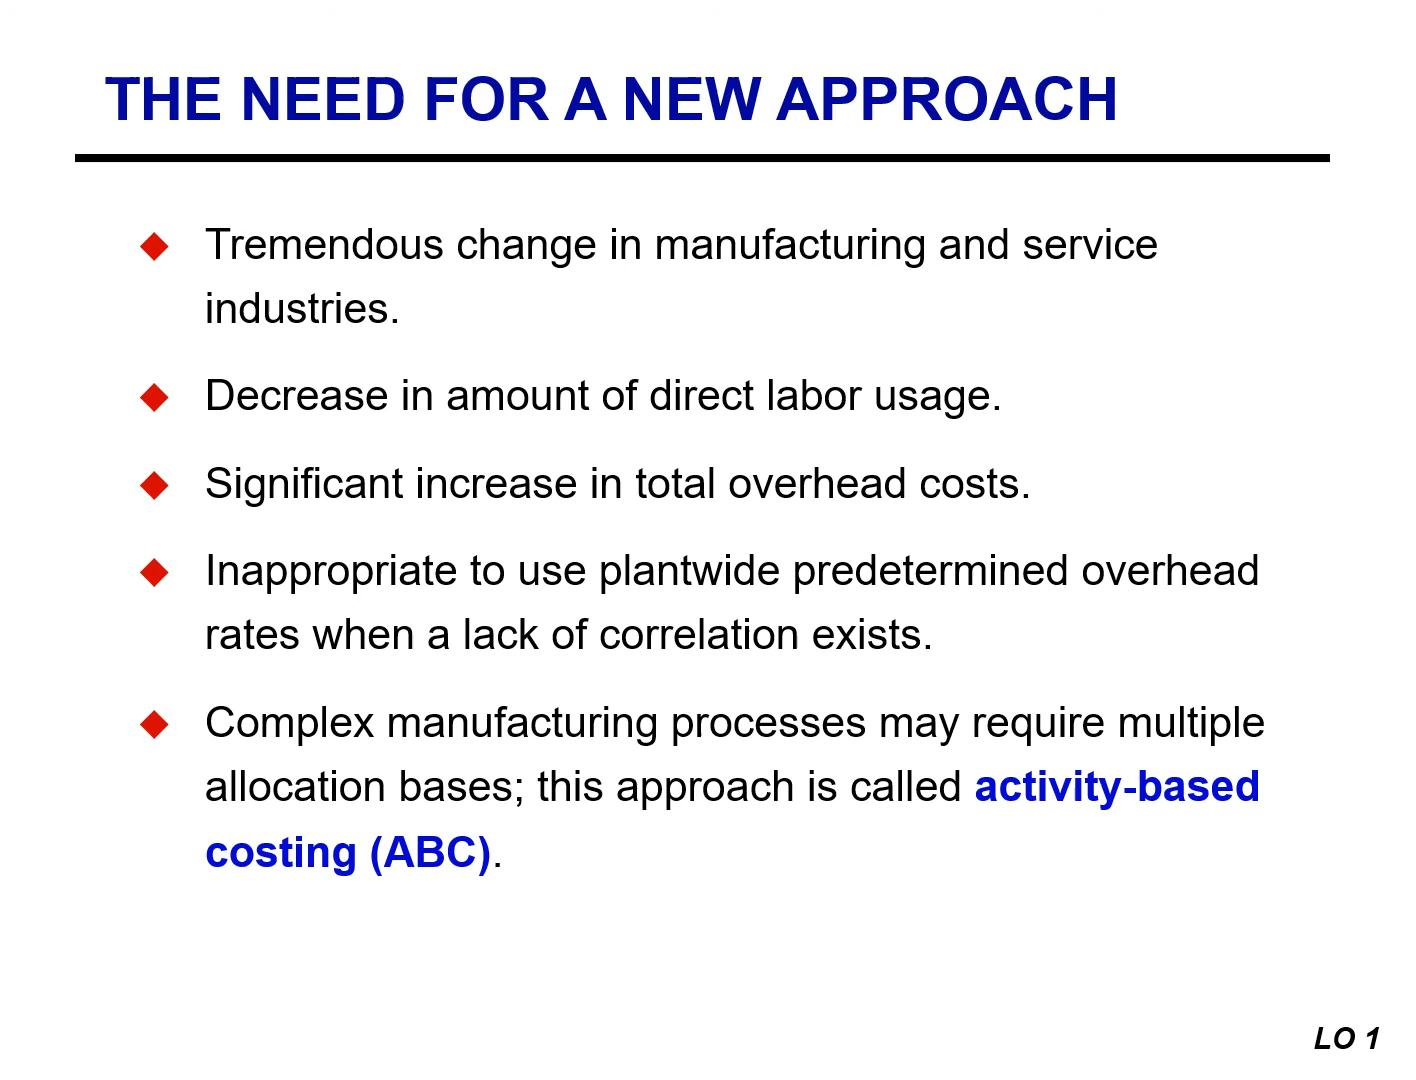 THE NEED FOR A NEW APPROACH
Tremendous change in manufacturing and service
industries.
Decrease in amount of direct labor usage.
Significant increase in total overhead costs.
Inappropriate to use plantwide predetermined overhead
rates when a lack of correlation exists.
Complex manufacturing processes may require multiple
allocation bases; this approach is called activity-based
costing (ABC).
LO 1